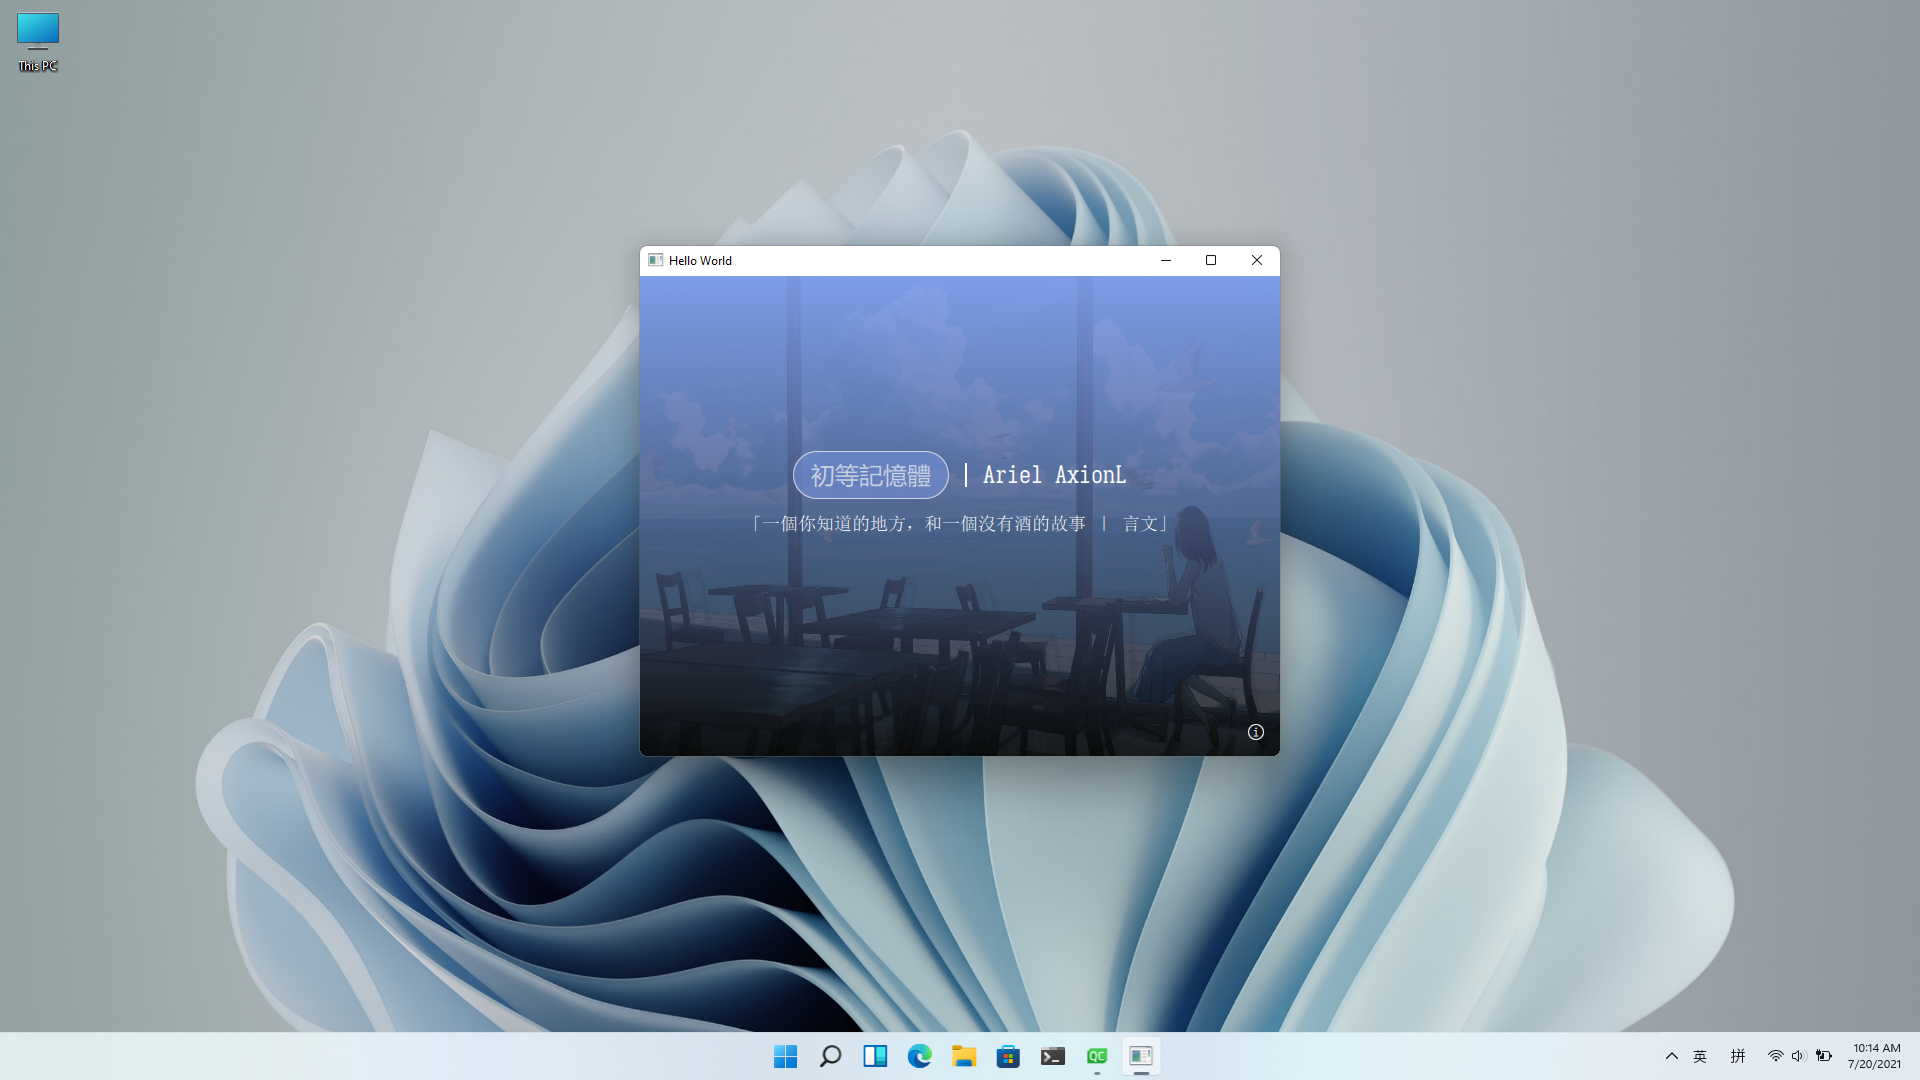 This PC
Hello World
初等記憶體 | Ariel AxionL
「一個你知道的地方，和一個沒有酒的故事 | 言文」
QC
英 拼 10:14 AM
7/20/2021